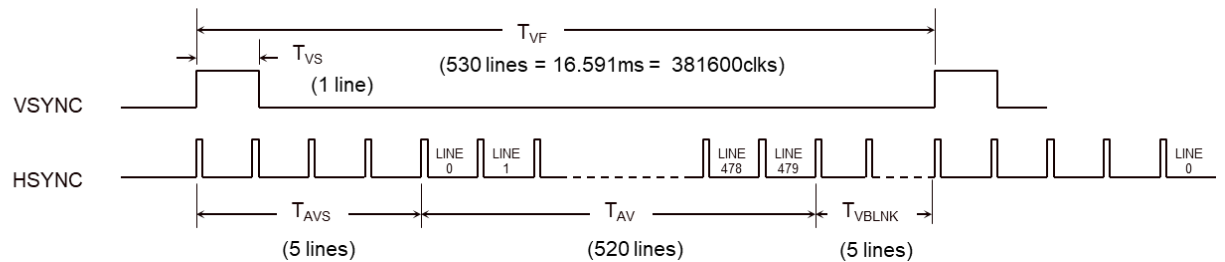 T_VF
T_VS
(530 lines = 16.591ms = 381600clks)
(1 line)
VSYNC
HSYNC
LINE 0
LINE 1
LINE 478
LINE 479
LINE 0
T_AVS
T_AV
T_VBLNK
(5 lines)
(520 lines)
(5 lines)